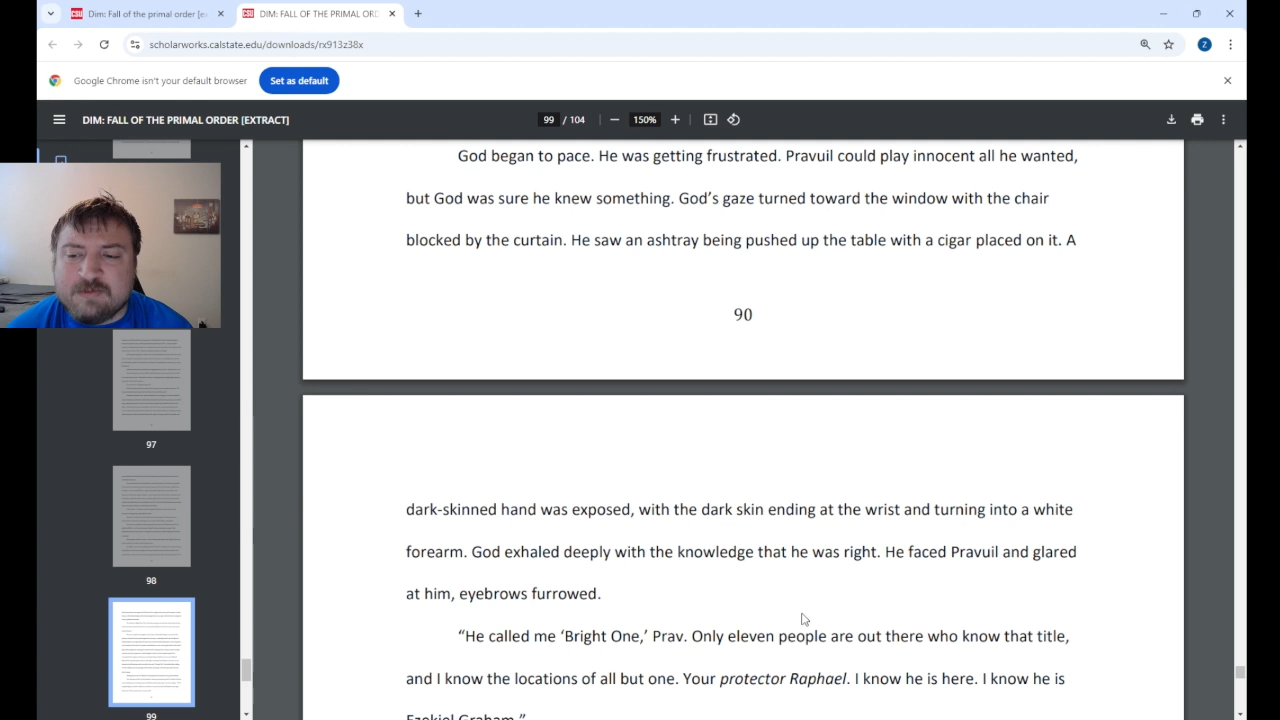 DIM: Fall of the primal order [e
DIM: FALL OF THE PRIMAL ORD
scholarworks.calstate.edu/downloads/rx913z38x
Z
Google Chrome isn't your default browser
Set as default
DIM: FALL OF THE PRIMAL ORDER [EXTRACT]
99 / 104
150%
God began to pace. He was getting frustrated. Pravuil could play innocent all he wanted,
but God was sure he knew something. God's gaze turned toward the window with the chair
blocked by the curtain. He saw an ashtray being pushed up the table with a cigar placed on it. A
90
97
98
99
dark-skinned hand was exposed, with the dark skin ending at the wrist and turning into a white
forearm. God exhaled deeply with the knowledge that he was right. He faced Pravuil and glared
at him, eyebrows furrowed.
“He called me ‘Bright One,’ Prav. Only eleven people are out there who know that title,
and I know the locations of all but one. Your protector Raphael. I know he is here. I know he is
Ezekiel Graham.”